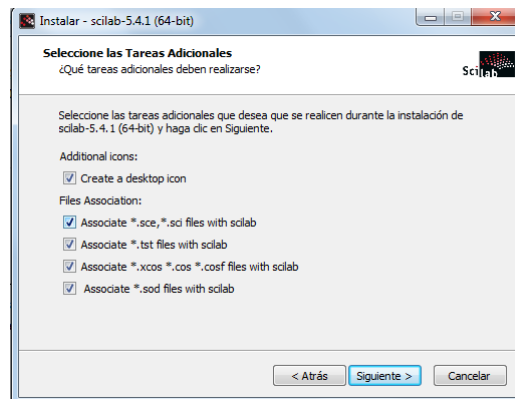 Instalar - scilab-5.4.1 (64-bit)
Seleccione las Tareas Adicionales
¿Qué tareas adicionales deben realizarse?
Scilab
Seleccione las tareas adicionales que desea que se realicen durante la instalación de
scilab-5.4.1 (64-bit) y haga clic en Siguiente.
Additional icons:
Create a desktop icon
Files Association:
Associate *.sce,*.sci files with scilab
Associate *.tst files with scilab
Associate *.xcos *.cos *.cosf files with scilab
Associate *.sod files with scilab
< Atrás Siguiente > Cancelar